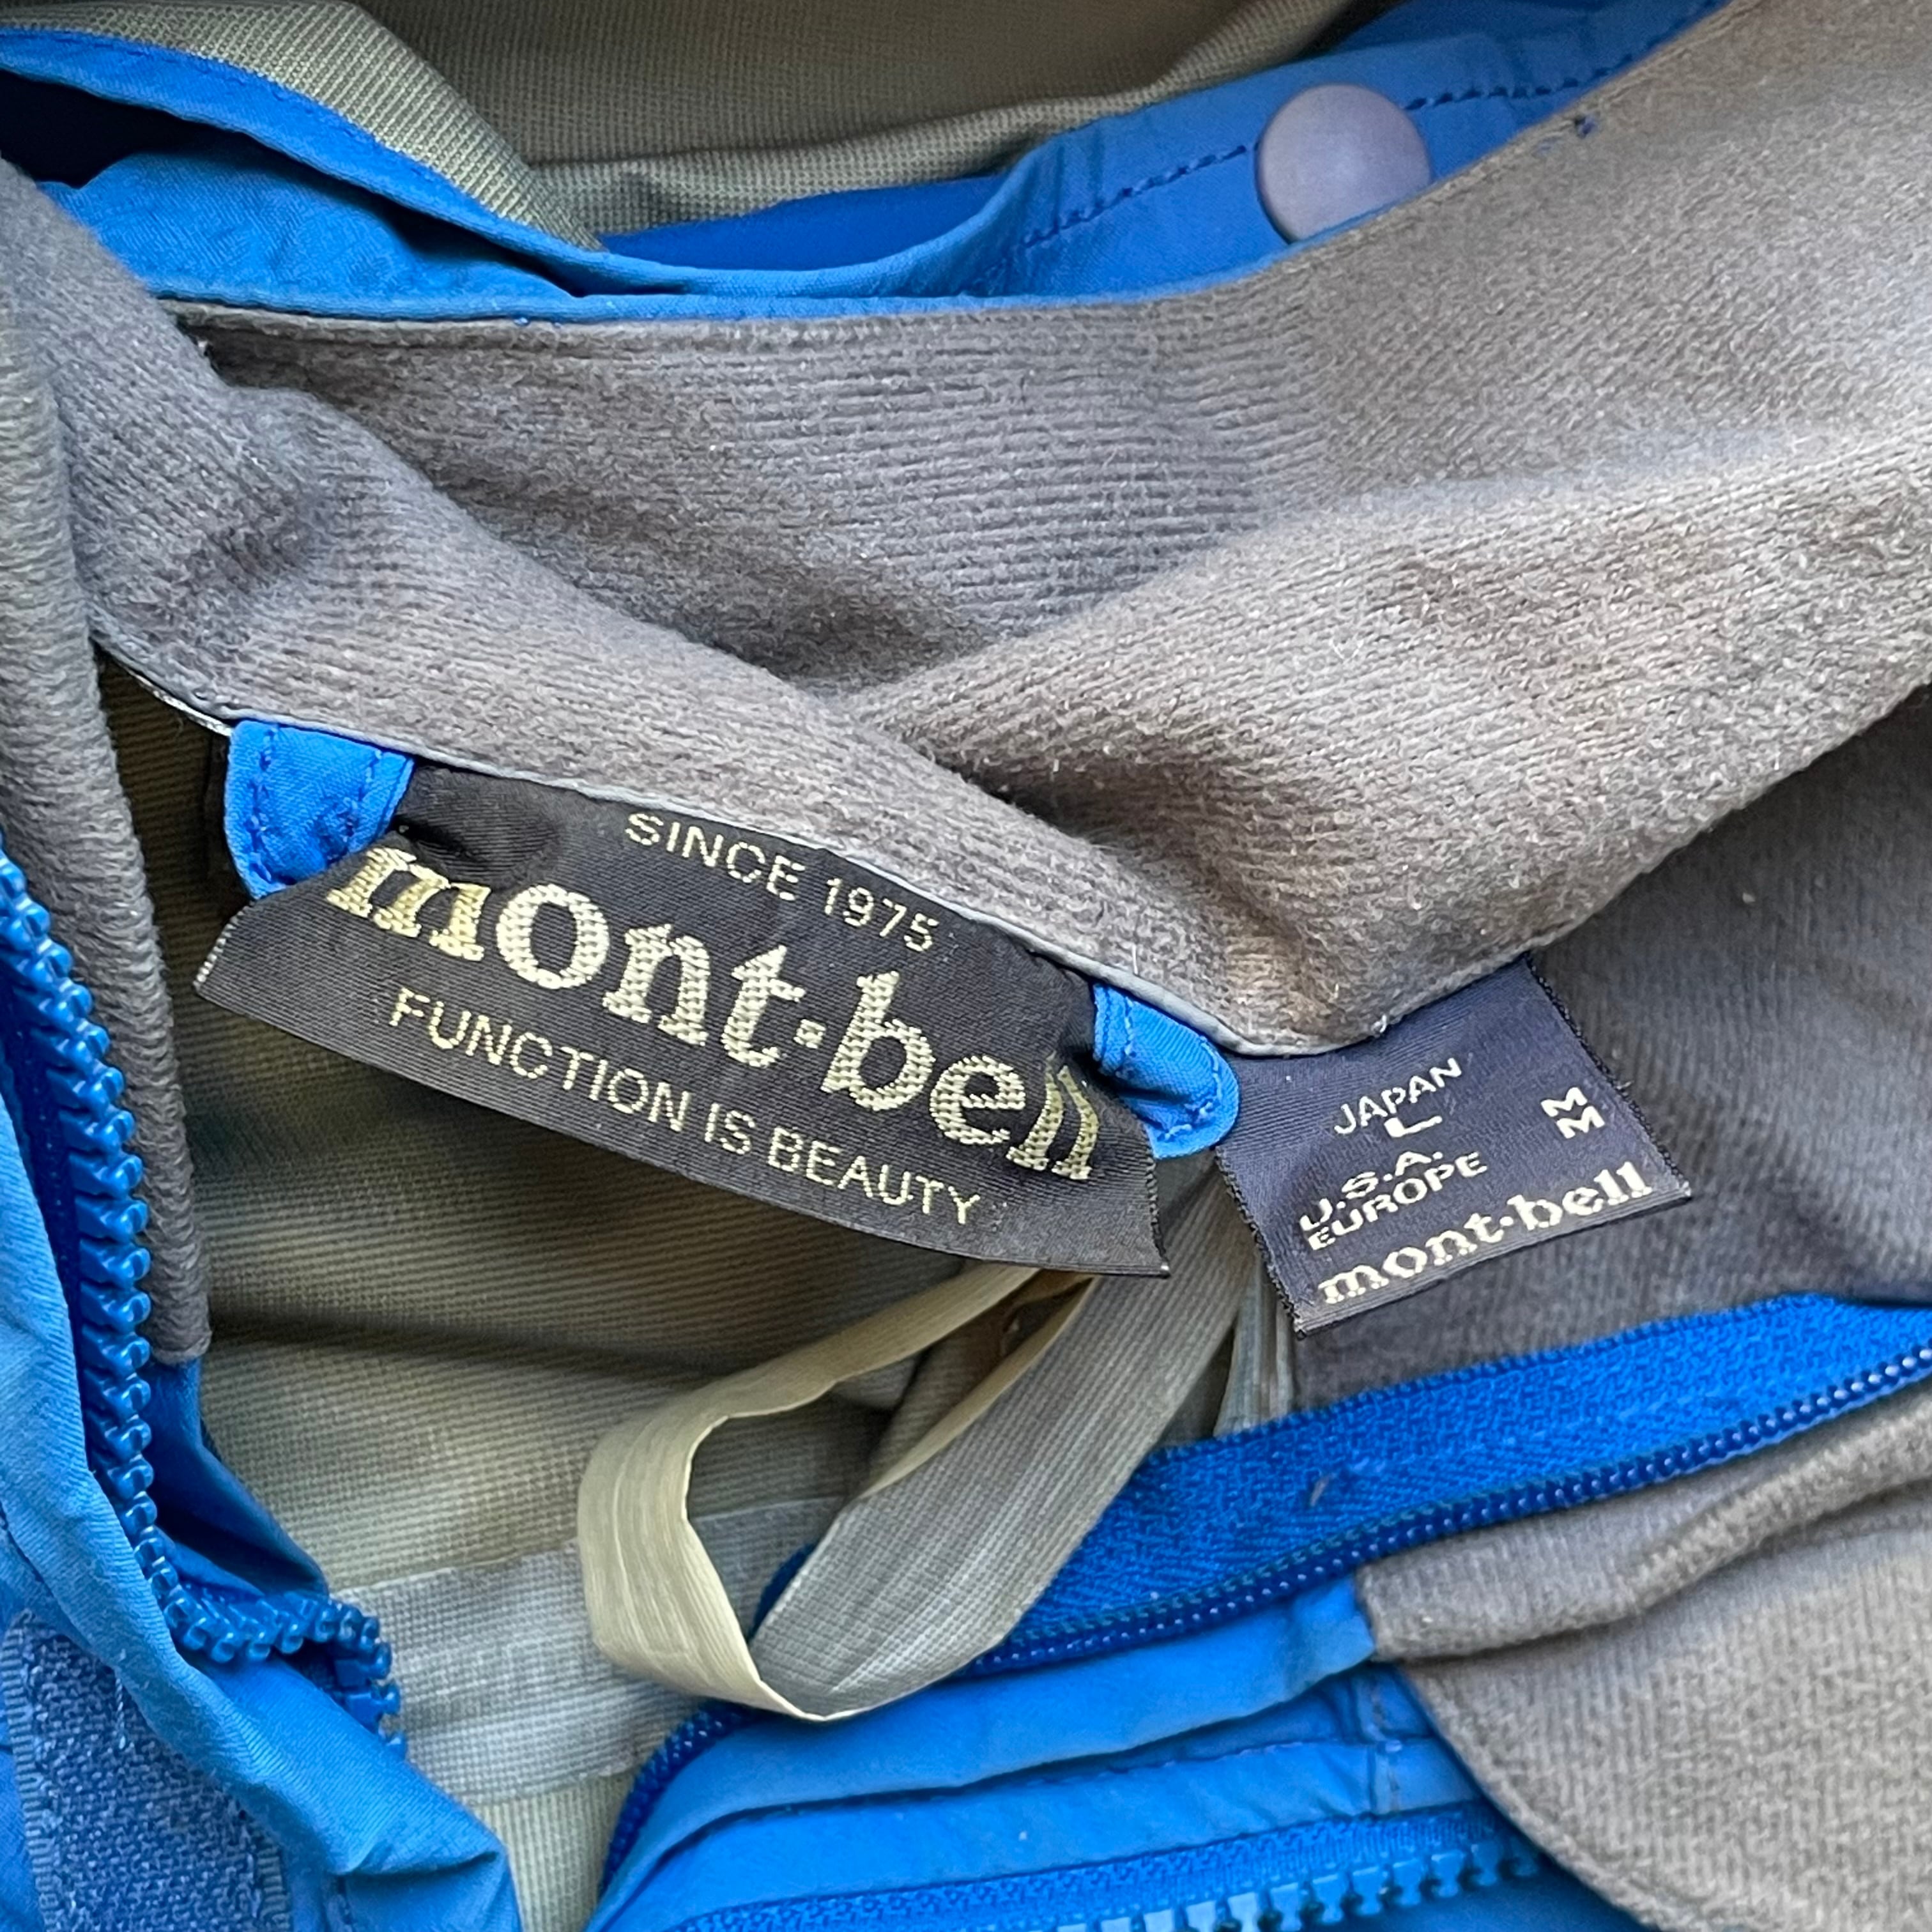 SINCE 1975
mont·bell
FUNCTION IS BEAUTY
JAPAN
L
U.S.A. M
EUROPE M
mont·bell